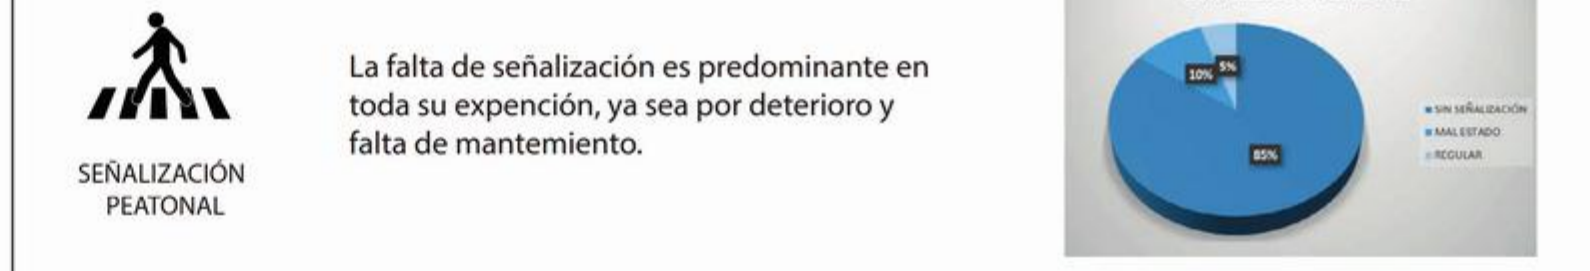 SEÑALIZACIÓN
PEATONAL
La falta de señalización es predominante en
toda su expención, ya sea por deterioro y
falta de mantemiento.
10%
5%
85%
SIN SEÑALIZACIÓN
MAL ESTADO
REGULAR